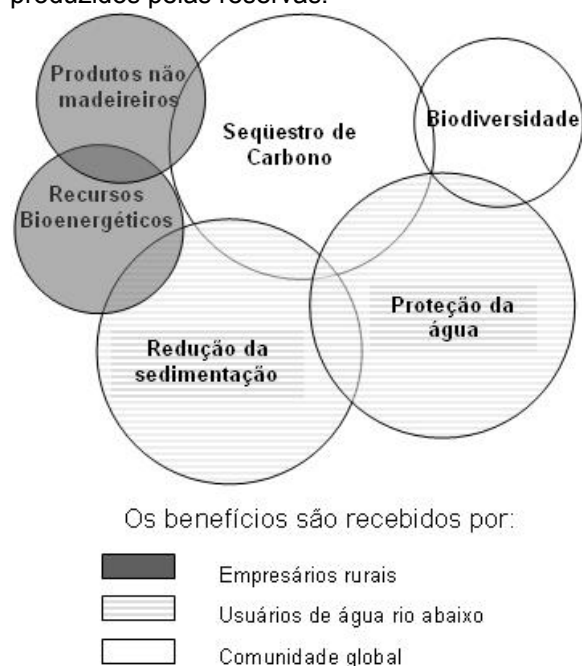 produzidos pelas reservas.
Produtos não
madeireiros
Seqüestro de
Carbono
Biodiversidade
Recursos
Bioenergéticos
Proteção da
água
Redução da
sedimentação
Os benefícios são recebidos por:
Empresários rurais
Usuários de água rio abaixo
Comunidade global